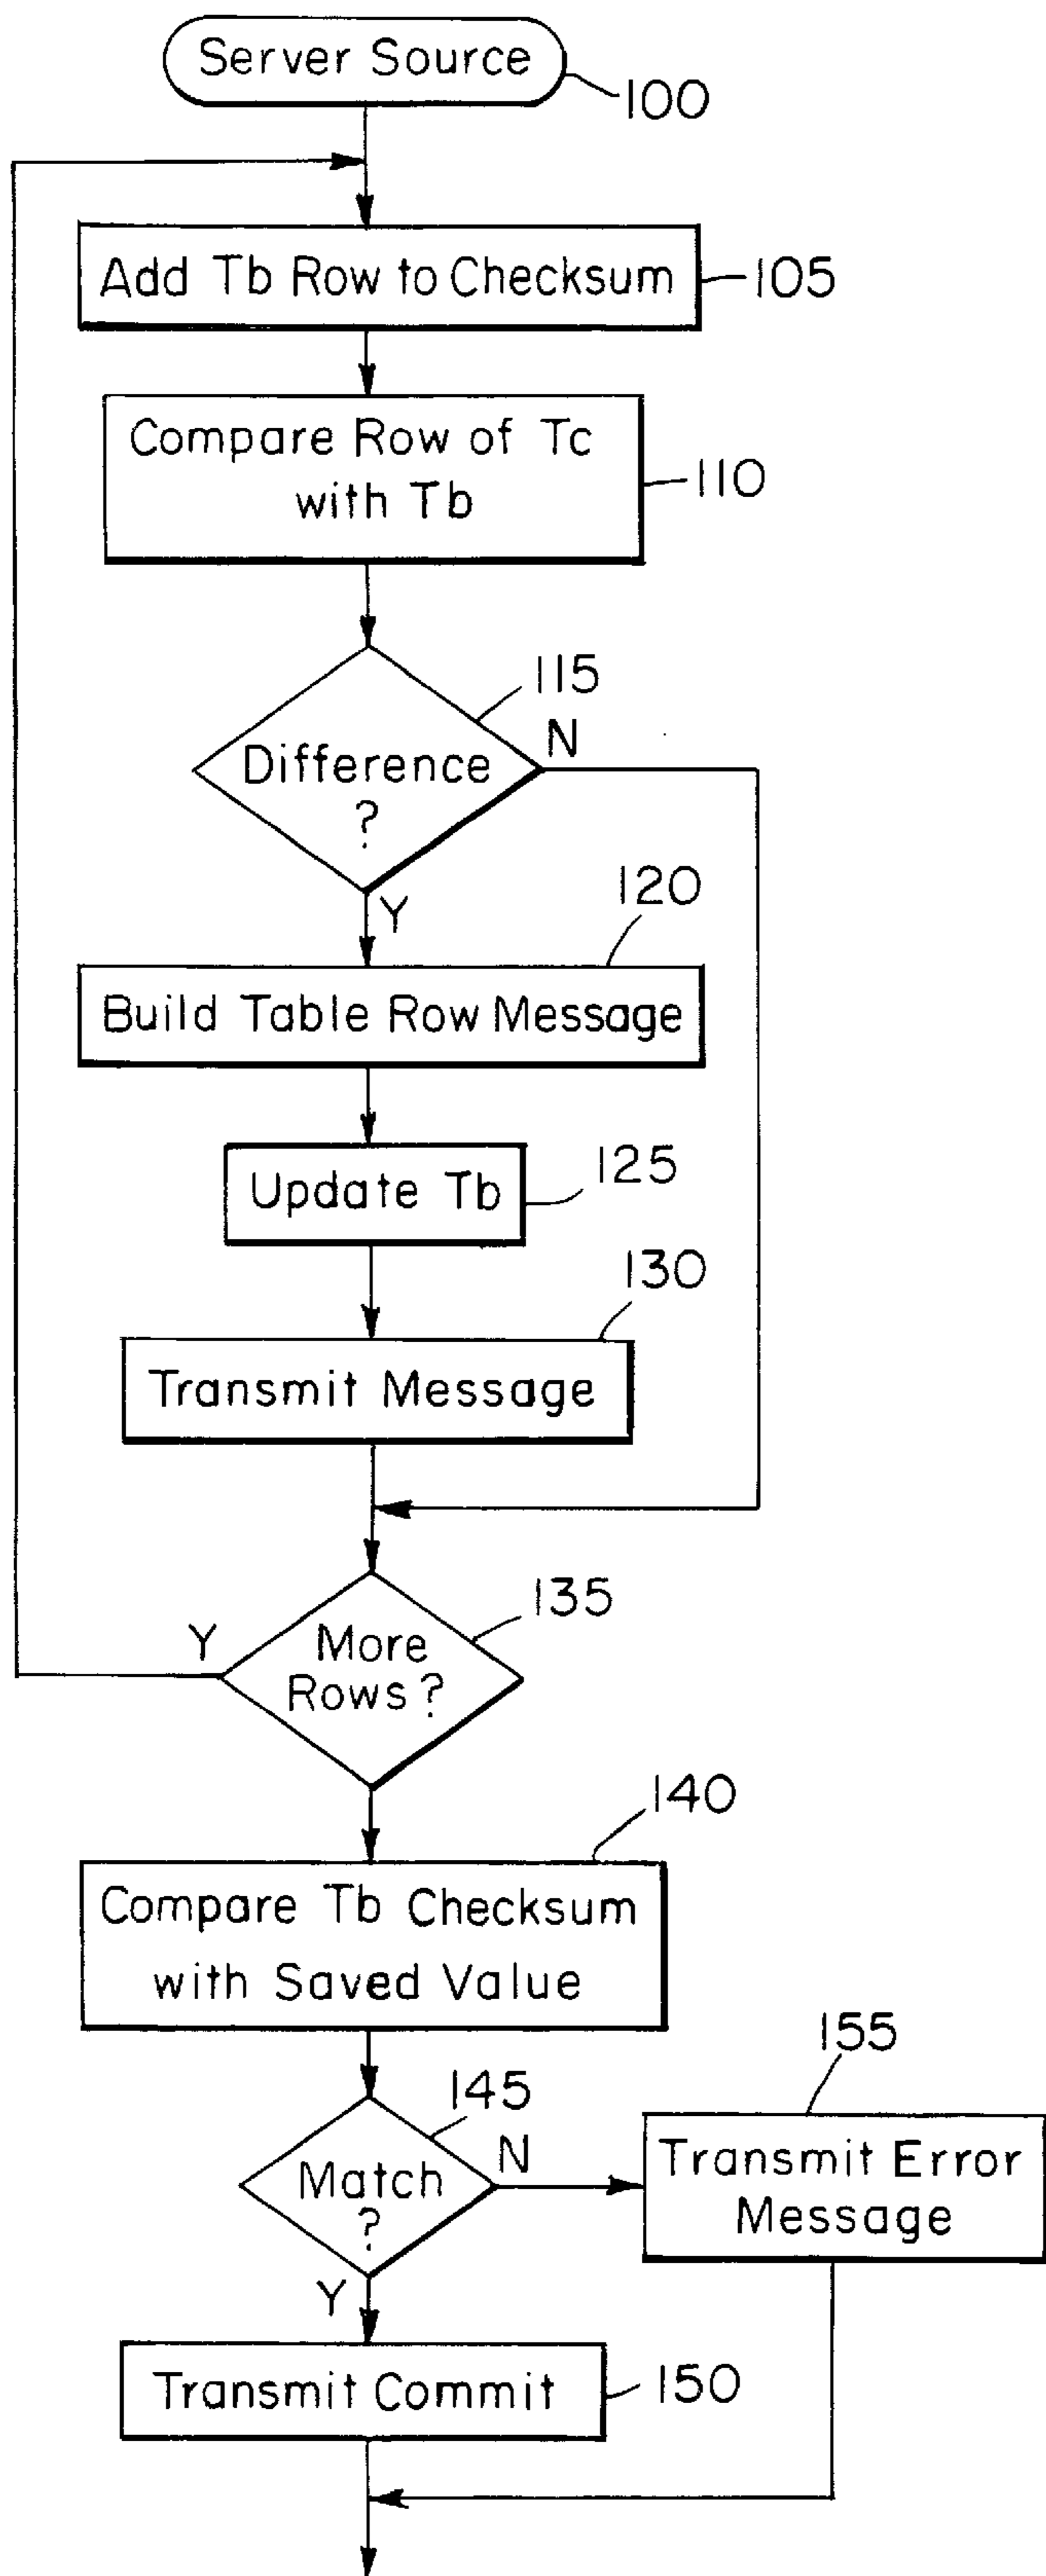 Server Source
100
Add Tb Row to Checksum
105
Compare Row of Tc
with Tb
110
115
N
Difference
?
Y
120
Build Table Row Message
Update Tb
125
130
Transmit Message
135
Y
More
Rows?
140
Compare Tb Checksum
with Saved Value
145
N
Match
?
Y
155
Transmit Error
Message
Transmit Commit
150